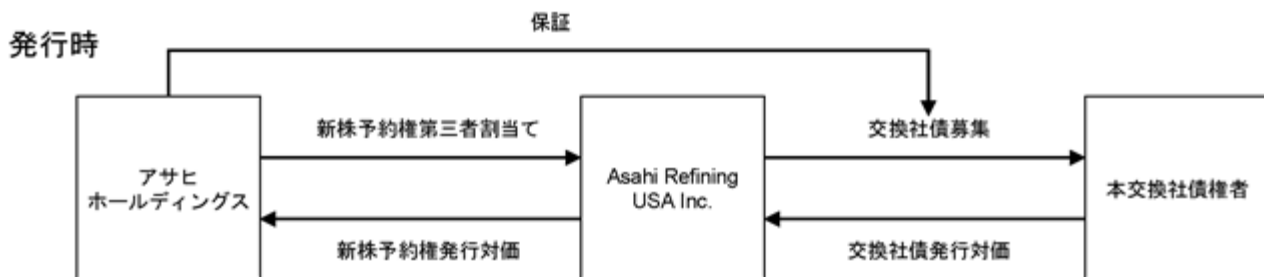 保証
発行時
新株予約権第三者割当て
交換社債募集
アサヒ
ホールディングス
Asahi Refining
USA Inc.
本交換社債権者
新株予約権発行対価
交換社債発行対価